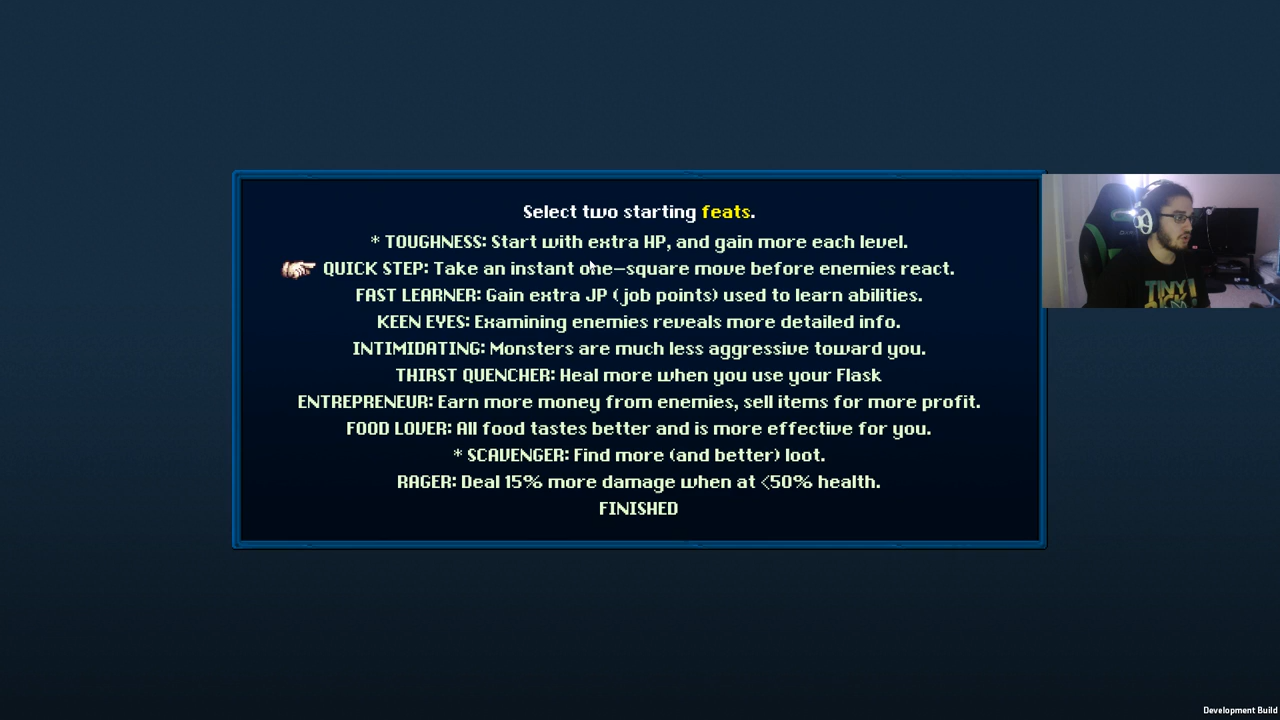 Select two starting feats.
* TOUGHNESS: Start with extra HP, and gain more each level.
QUICK STEP: Take an instant one-square move before enemies react.
FAST LEARNER: Gain extra JP (job points) used to learn abilities.
KEEN EYES: Examining enemies reveals more detailed info.
INTIMIDATING: Monsters are much less aggressive toward you.
THIRST QUENCHER: Heal more when you use your Flask
ENTREPRENEUR: Earn more money from enemies, sell items for more profit.
FOOD LOVER: All food tastes better and is more effective for you.
* SCAVENGER: Find more (and better) loot.
RAGER: Deal 15% more damage when at <50% health.
FINISHED
TINY
Development Build